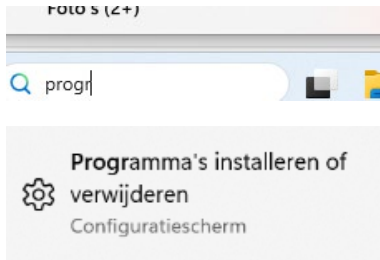 Foto's (2+)
progr
Programma's installeren of
verwijderen
Configuratiescherm